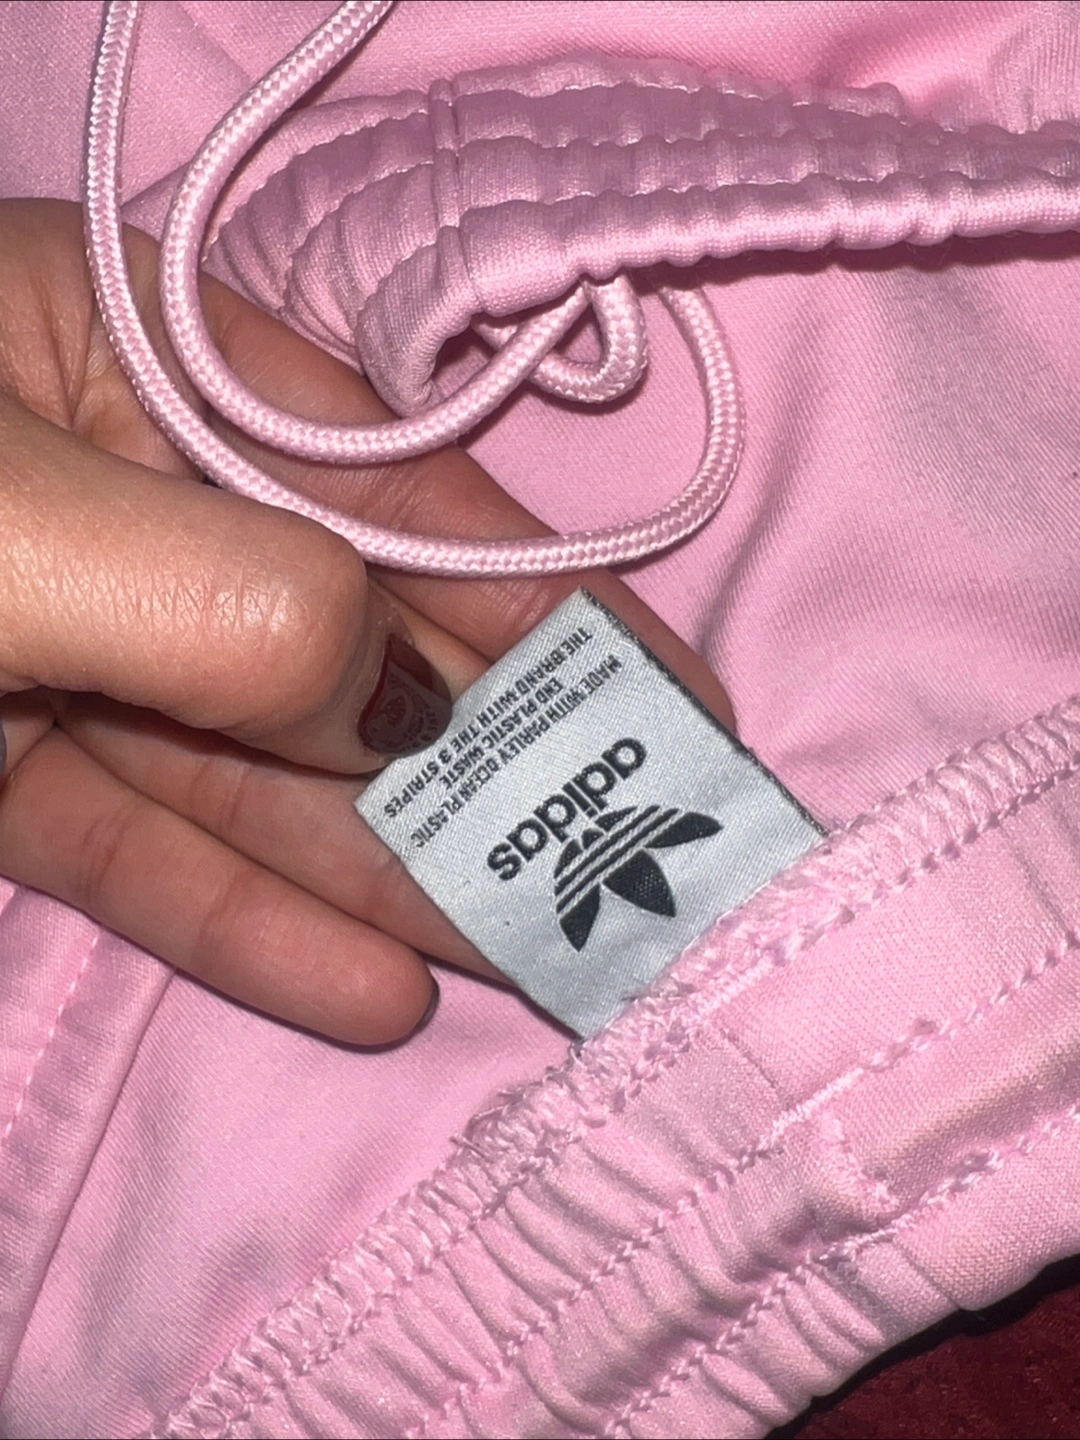 adidas
MADE WITH PARLEY OCEAN PLASTIC
END PLASTIC WASTE
THE BRAND WITH THE 3 STRIPES